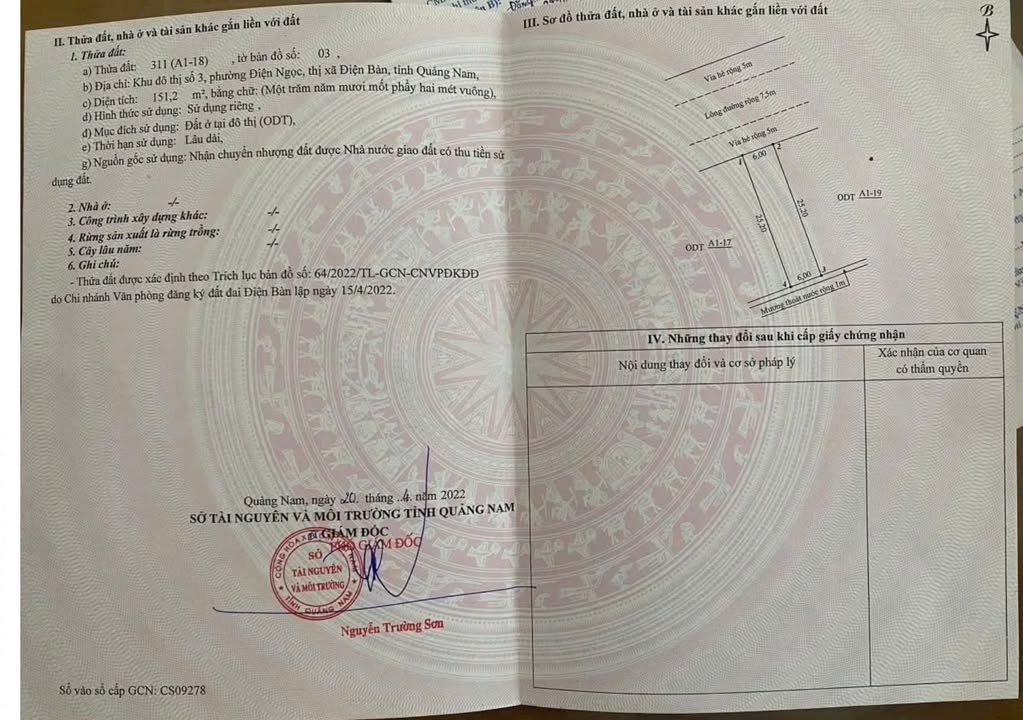 II. Thửa đất, nhà ở và tài sản khác gắn liền với đất
1. Thửa đất:
a) Thửa đất: 311 (A1-18) , tờ bản đồ số: 03 ,
b) Địa chỉ: Khu đô thị số 3, phường Điện Ngọc, thị xã Điện Bàn, tỉnh Quảng Nam,
c) Diện tích: 151,2 m², bằng chữ: (Một trăm năm mươi mốt phẩy hai mét vuông),
d) Hình thức sử dụng: Sử dụng riêng ,
đ) Mục đích sử dụng: Đất ở tại đô thị (ODT),
e) Thời hạn sử dụng: Lâu dài,
g) Nguồn gốc sử dụng: Nhận chuyển nhượng đất được Nhà nước giao đất có thu tiền sử
dụng đất.
2. Nhà ở: -/-
3. Công trình xây dựng khác: -/-
4. Rừng sản xuất là rừng trồng: -/-
5. Cây lâu năm: -/-
6. Ghi chú:
- Thửa đất được xác định theo Trích lục bản đồ số: 64/2022/TL-GCN-CNVPĐKĐĐ
do Chi nhánh Văn phòng đăng ký đất đai Điện Bàn lập ngày 15/4/2022.
Quảng Nam, ngày 20 tháng 4 năm 2022
SỞ TÀI NGUYÊN VÀ MÔI TRƯỜNG TỈNH QUẢNG NAM
GIÁM ĐỐC
PHÓ GIÁM ĐỐC
SỞ
TÀI NGUYÊN
VÀ MÔI TRƯỜNG
TỈNH QUẢNG NAM
Nguyễn Trường Sơn
Số vào sổ cấp GCN: CS09278
III. Sơ đồ thửa đất, nhà ở và tài sản khác gắn liền với đất
B
Vỉa hè rộng 5m
Lòng đường rộng 7.5m
Vỉa hè rộng 5m
1 2
6,00
25,20
25,20
ODT A1-19
ODT A1-17
6,00
4 3
Mương thoát nước rộng 1m
IV. Những thay đổi sau khi cấp giấy chứng nhận
Nội dung thay đổi và cơ sở pháp lý
Xác nhận của cơ quan
có thẩm quyền